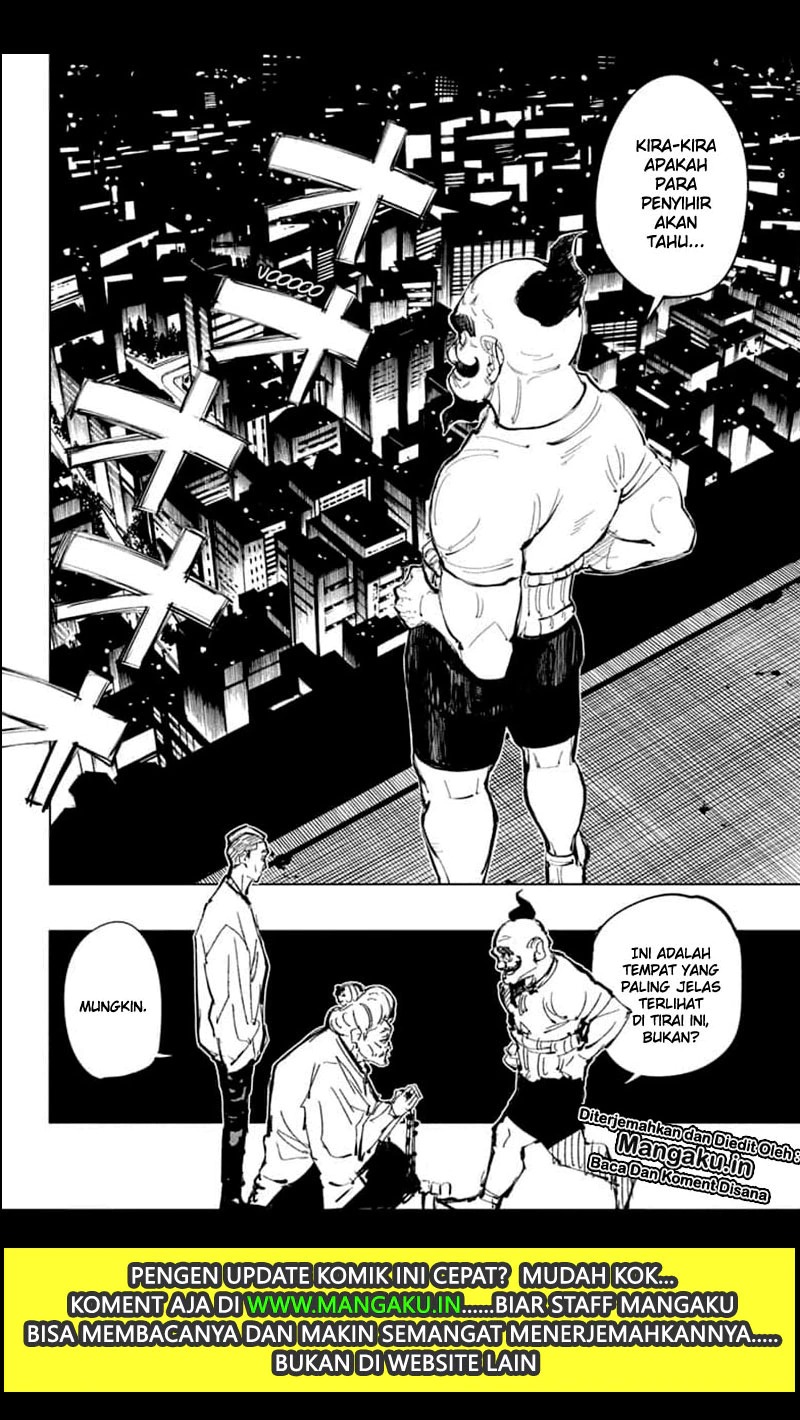 KIRA-KIRA
APAKAH
PARA
PENYIHIR
AKAN
TAHU...
VOOOOO
INI ADALAH
TEMPAT YANG
PALING JELAS
TERLIHAT
DI TIRAI INI,
BUKAN?
MUNGKIN.
Diterjemahkan dan Diedit Oleh
Mangaku.in
Baca Dan Koment Disana
PENGEN UPDATE KOMIK INI CEPAT? MUDAH KOK...
KOMENT AJA DI WWW.MANGAKU.IN......BIAR STAFF MANGAKU
BISA MEMBACANYA DAN MAKIN SEMANGAT MENERJEMAHKANNYA.....
BUKAN DI WEBSITE LAIN